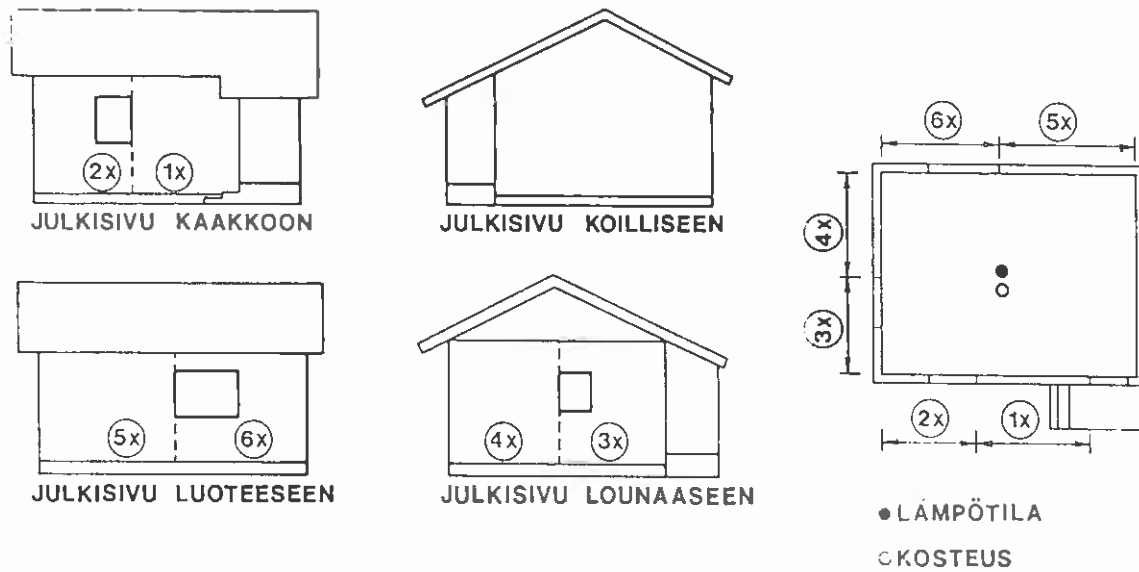 2x 1x
JULKISIVU KAAKKOON
JULKISIVU KOILLISEEN
5x 6x
JULKISIVU LUOTEESEEN
4x 3x
JULKISIVU LOUNAASEEN
6x 5x
4x
3x
2x 1x
LÁMPÖTILA
KOSTEUS